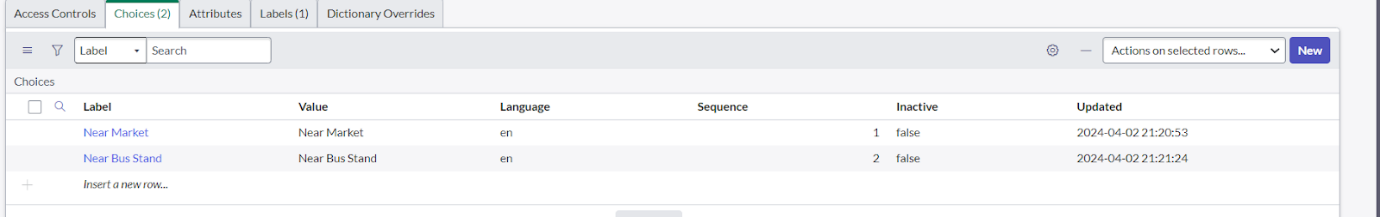 Access Controls Choices (2) Attributes Labels (1) Dictionary Overrides
Label Search Actions on selected rows... New
Choices
Label Value Language Sequence Inactive Updated
Near Market Near Market en 1 false 2024-04-02 21:20:53
Near Bus Stand Near Bus Stand en 2 false 2024-04-02 21:21:24
Insert a new row...